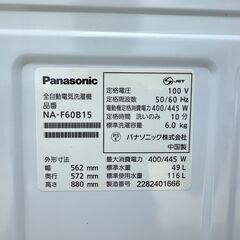 Panasonic
全自動電気洗濯機
品番
NA-F60B15
外形寸法
幅 562 mm
奥行 572 mm
高さ 880 mm
JET
定格電圧 100 V
定格周波数 50/60 Hz
電動機定格消費電力 400/445 W
定格時間 洗いのみ 10 分
標準洗濯容量 6.0 kg
パナソニック株式会社
中国製
最大消費電力 400/445 W
標準水量 49 L
標準使用水量 116 L
製造番号 2282401666